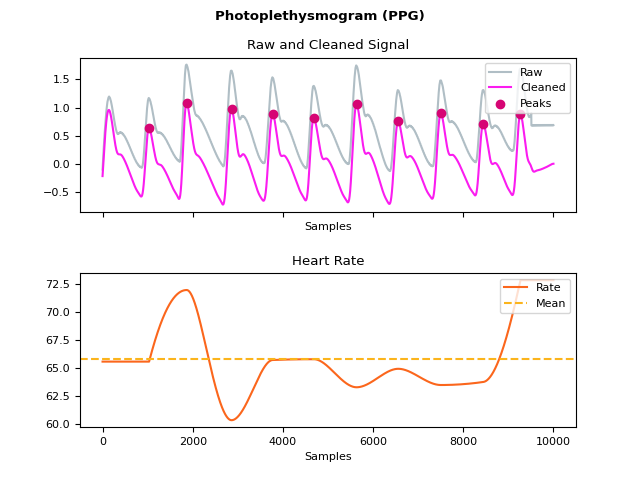 Photoplethysmogram (PPG)
Raw and Cleaned Signal
1.5
1.0
0.5
0.0
−0.5
Raw
Cleaned
Peaks
Samples
Heart Rate
72.5
70.0
67.5
65.0
62.5
60.0
Rate
Mean
0 2000 4000 6000 8000 10000
Samples